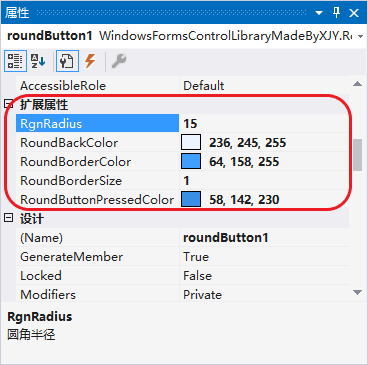 属性
roundButton1 WindowsFormsControlLibraryMadeByXJY.Ro
AccessibleRole Default
扩展属性
RgnRadius 15
RoundBackColor 236, 245, 255
RoundBorderColor 64, 158, 255
RoundBorderSize 1
RoundButtonPressedColor 58, 142, 230
设计
(Name) roundButton1
GenerateMember True
Locked False
Modifiers Private
RgnRadius
圆角半径